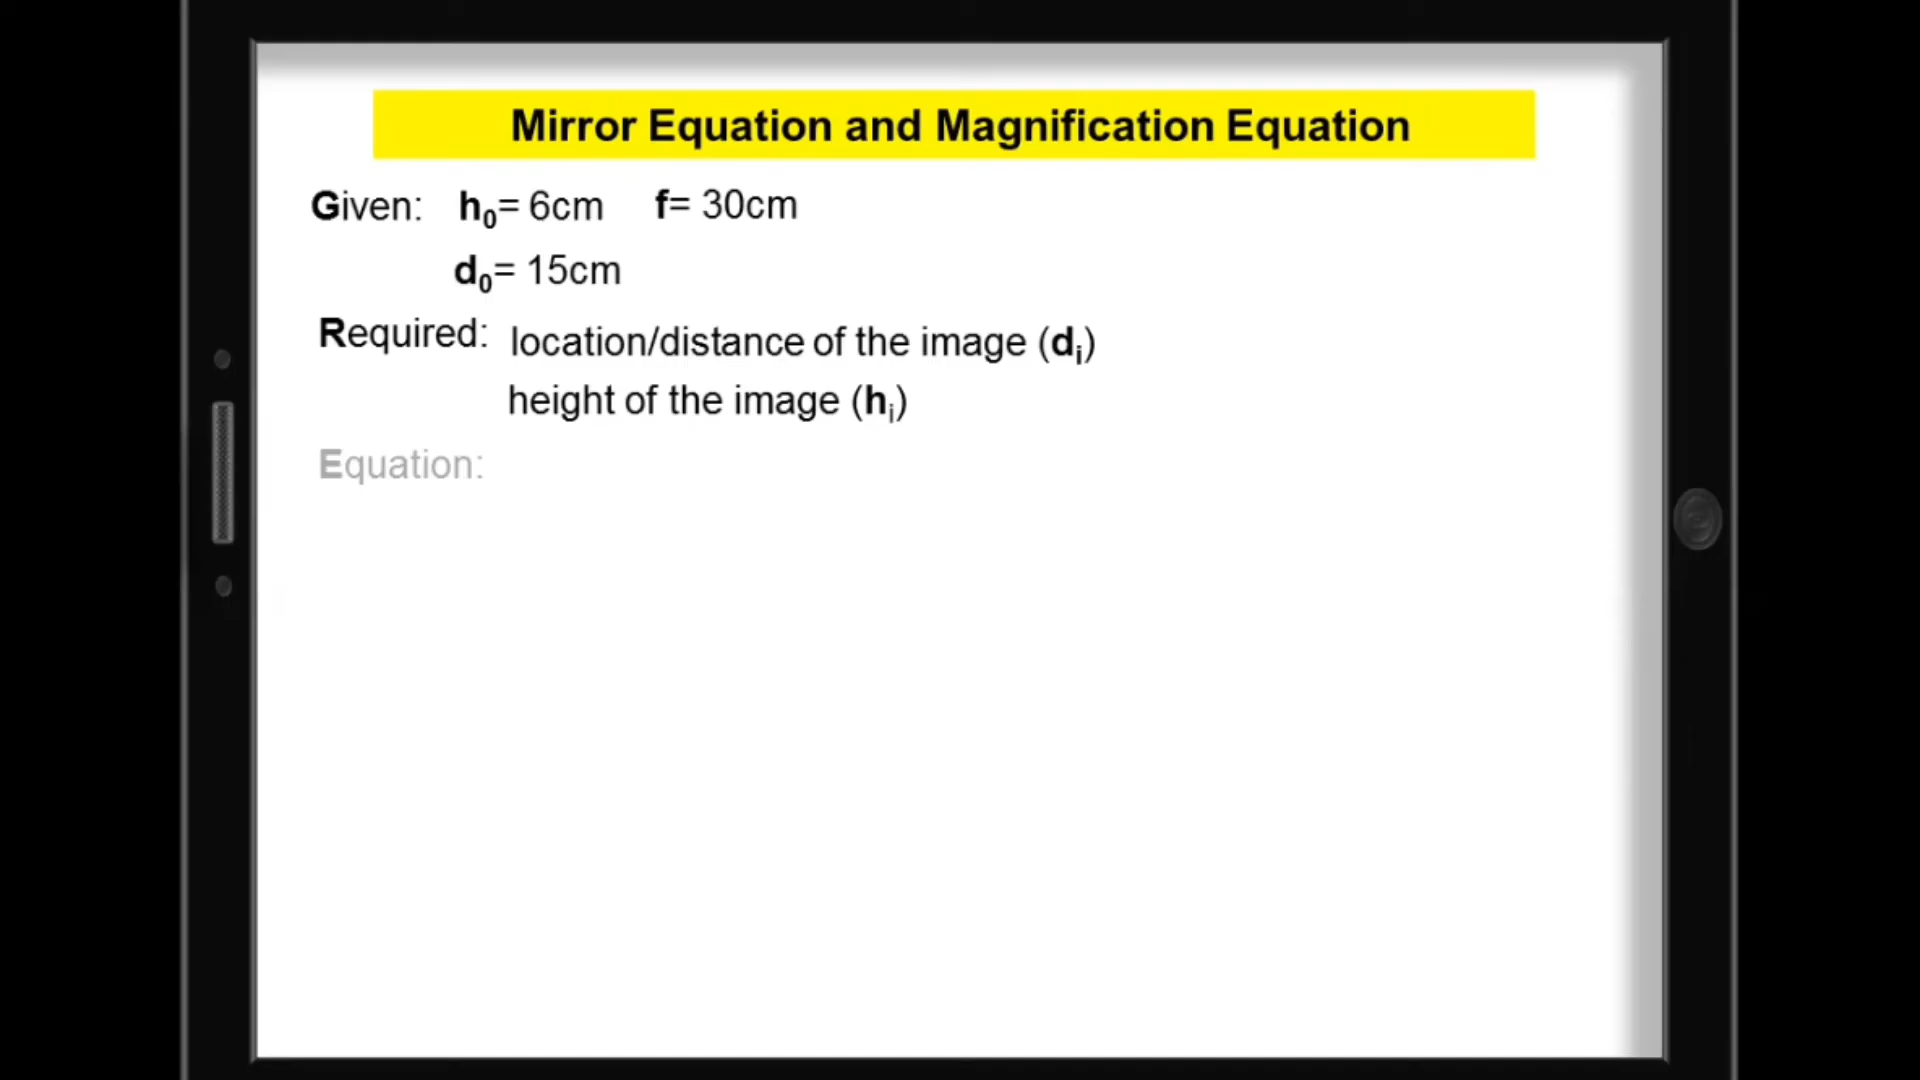 Mirror Equation and Magnification Equation
Given: h₀= 6cm f= 30cm
d₀= 15cm
Required: location/distance of the image (dᵢ)
height of the image (hᵢ)
Equation: